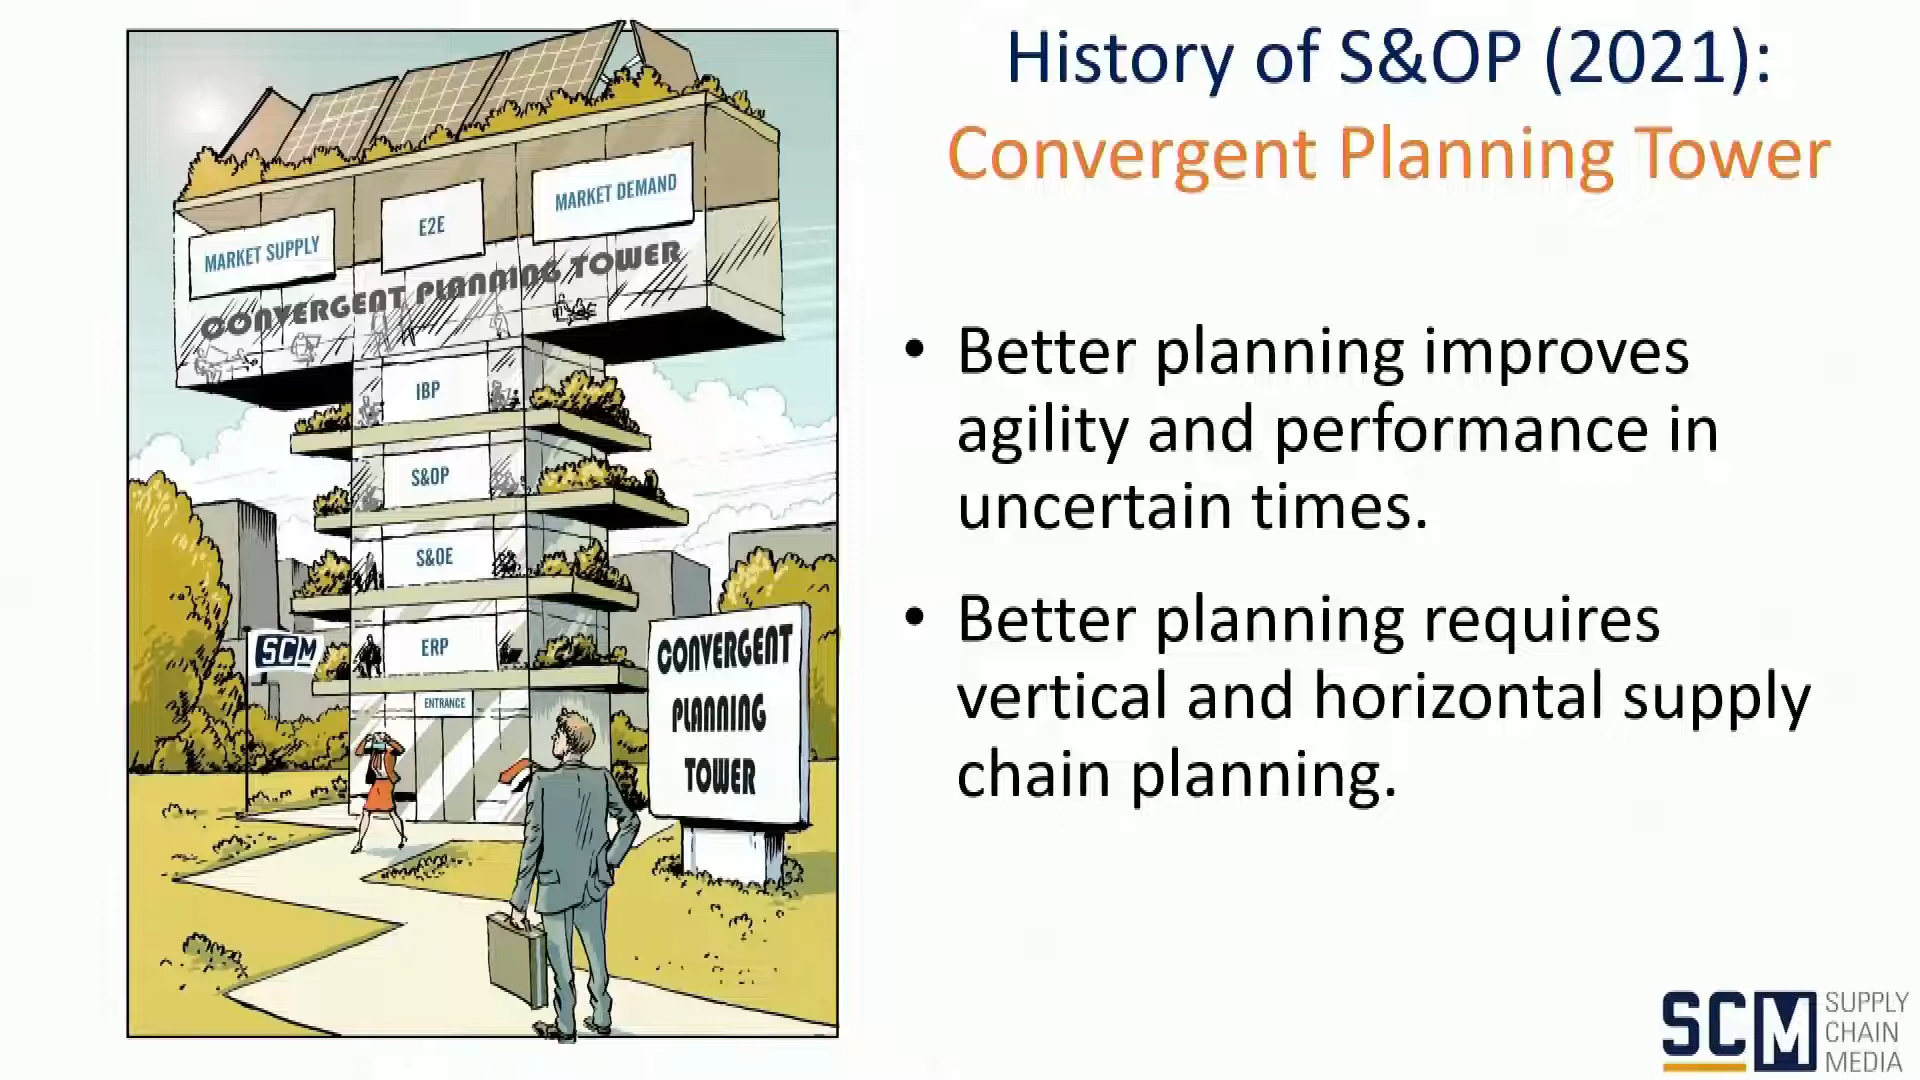 History of S&OP (2021):
Convergent Planning Tower
MARKET SUPPLY
E2E
MARKET DEMAND
CONVERGENT PLANNING TOWER
IBP
S&OP
S&OE
ERP
ENTRANCE
SCM
CONVERGENT
PLANNING
TOWER
• Better planning improves
agility and performance in
uncertain times.
• Better planning requires
vertical and horizontal supply
chain planning.
SCM
SUPPLY
CHAIN
MEDIA